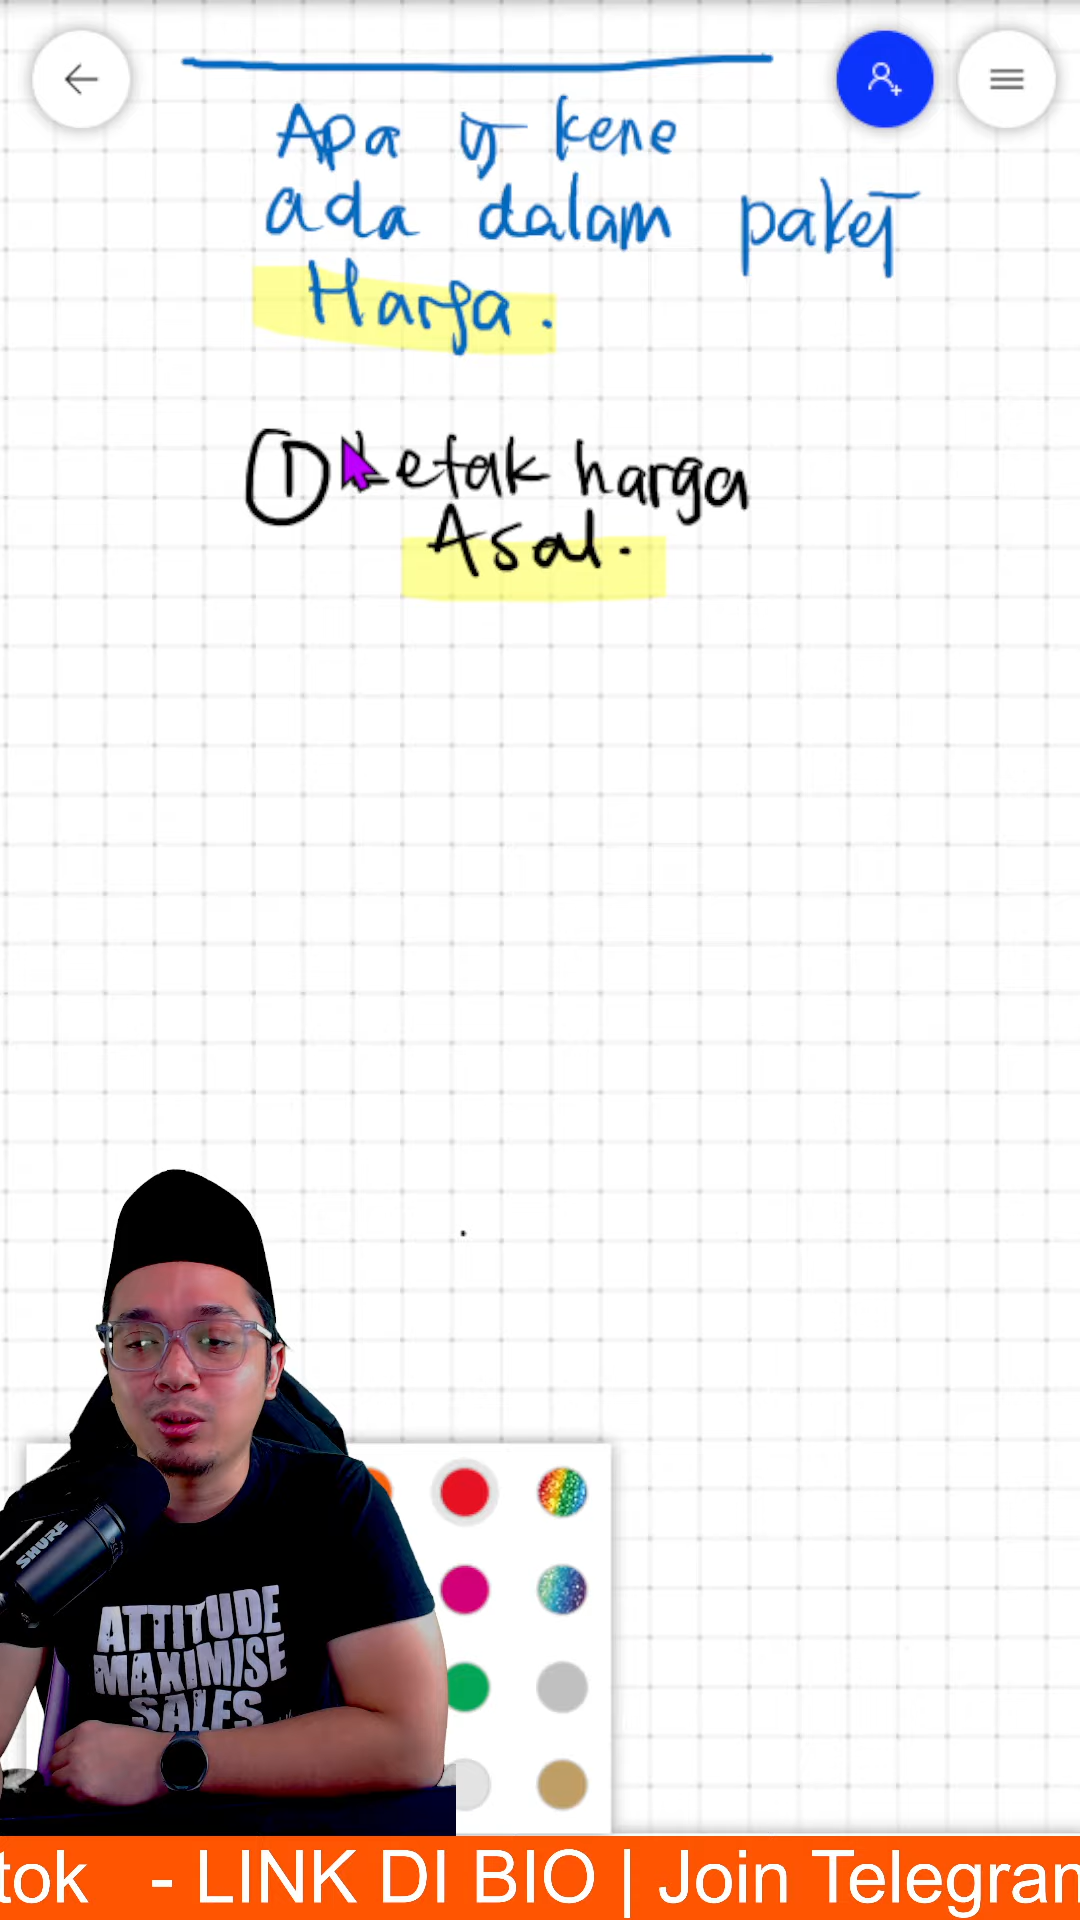 Apa yg kene
ada dalam paket
Harga.
① Letak harga
Asal.
SHURE
ATTITUDE
MAXIMISE
SALES
tok - LINK DI BIO | Join Telegram